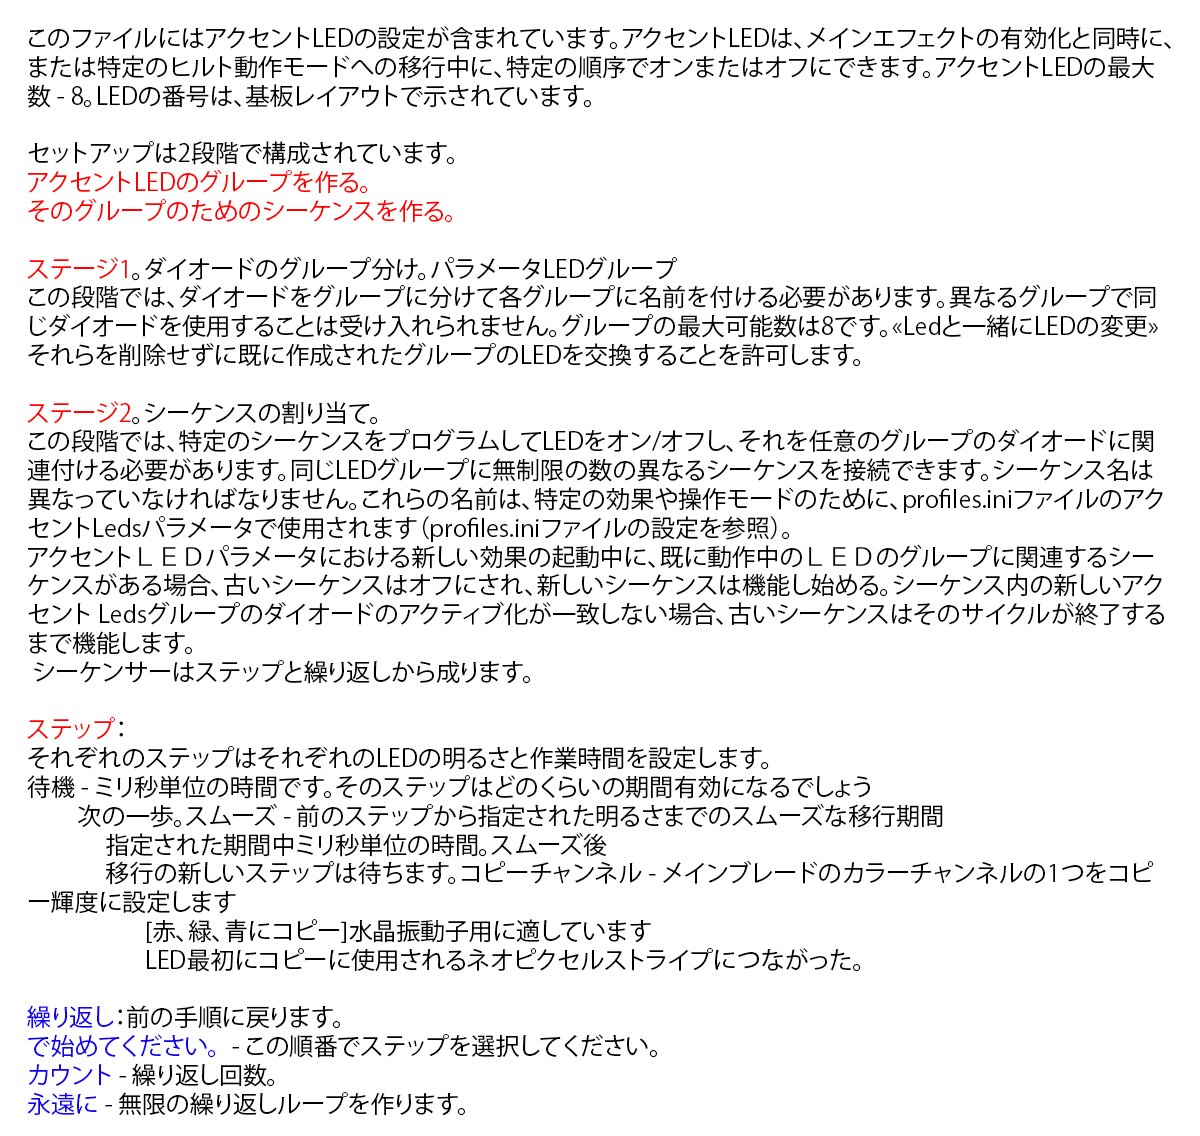 このファイルにはアクセントLEDの設定が含まれています。アクセントLEDは、メインエフェクトの有効化と同時に、
または特定のヒルト動作モードへの移行中に、特定の順序でオンまたはオフにできます。アクセントLEDの最大
数 - 8。LEDの番号は、基板レイアウトで示されています。
セットアップは2段階で構成されています。
アクセントLEDのグループを作る。
そのグループのためのシーケンスを作る。
ステージ1。ダイオードのグループ分け。パラメータLEDグループ
この段階では、ダイオードをグループに分けて各グループに名前を付ける必要があります。異なるグループで同
じダイオードを使用することは受け入れられません。グループの最大可能数は8です。«Ledと一緒にLEDの変更»
それらを削除せずに既に作成されたグループのLEDを交換することを許可します。
ステージ2。シーケンスの割り当て。
この段階では、特定のシーケンスをプログラムしてLEDをオン/オフし、それを任意のグループのダイオードに関
連付ける必要があります。同じLEDグループに無制限の数の異なるシーケンスを接続できます。シーケンス名は
異なっていなければなりません。これらの名前は、特定の効果や操作モードのために、profiles.iniファイルのアク
セントLedsパラメータで使用されます（profiles.iniファイルの設定を参照）。
アクセントＬＥＤパラメータにおける新しい効果の起動中に、既に動作中のＬＥＤのグループに関連するシー
ケンスがある場合、古いシーケンスはオフにされ、新しいシーケンスは機能し始める。シーケンス内の新しいアク
セント Ledsグループのダイオードのアクティブ化が一致しない場合、古いシーケンスはそのサイクルが終了する
まで機能します。
シーケンサーはステップと繰り返しから成ります。
ステップ：
それぞれのステップはそれぞれのLEDの明るさと作業時間を設定します。
待機 - ミリ秒単位の時間です。そのステップはどのくらいの期間有効になるでしょう
次の一歩。スムーズ - 前のステップから指定された明るさまでのスムーズな移行期間
指定された期間中ミリ秒単位の時間。スムーズ後
移行の新しいステップは待ちます。コピーチャンネル - メインブレードのカラーチャンネルの1つをコピ
ー輝度に設定します
[赤、緑、青にコピー]水晶振動子用に適しています
LED最初にコピーに使用されるネオピクセルストライプにつながった。
繰り返し：前の手順に戻ります。
で始めてください。 - この順番でステップを選択してください。
カウント - 繰り返し回数。
永遠に - 無限の繰り返しループを作ります。